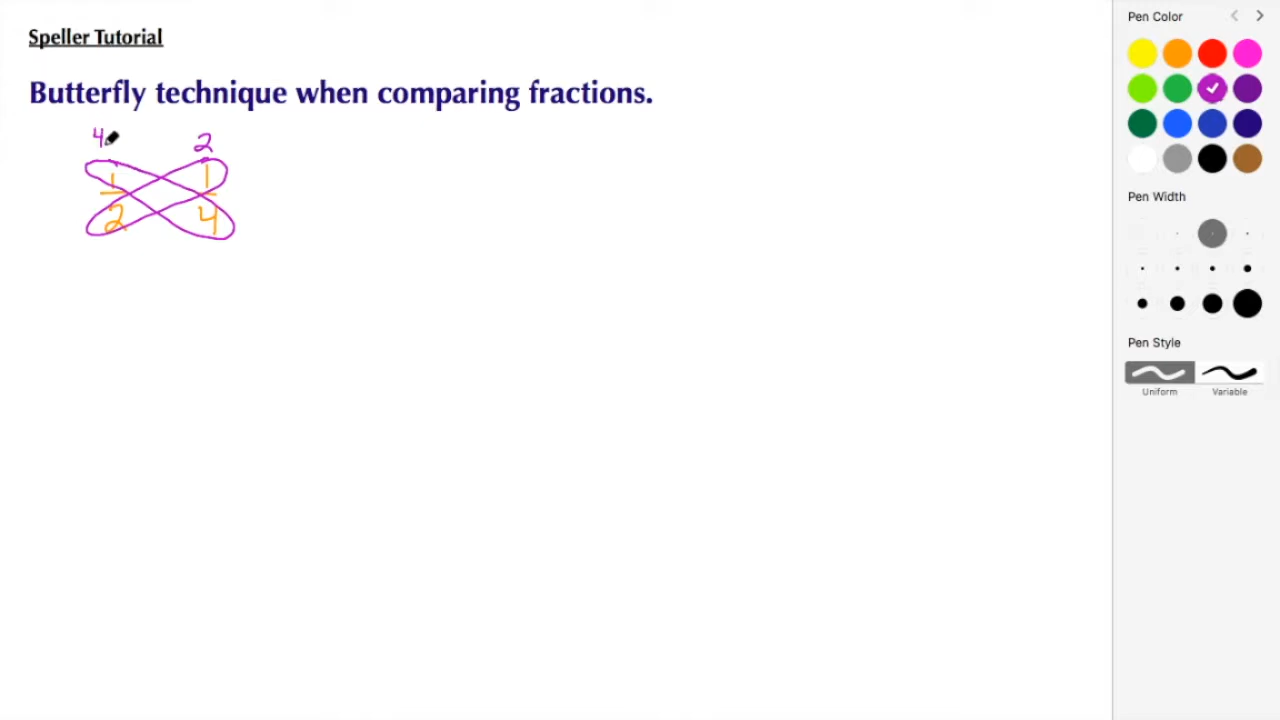 Speller Tutorial
Butterfly technique when comparing fractions.
4 2
1 1
2 4
Pen Color
Pen Width
Pen Style
Uniform Variable